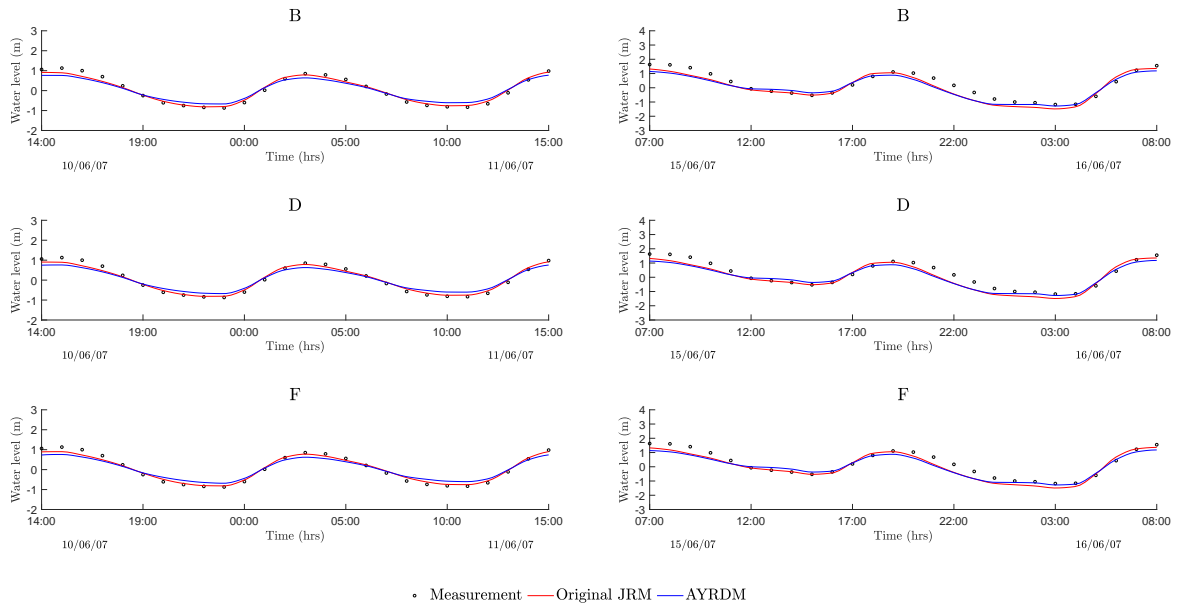 B
3
2
1
0
-1
-2
Water level (m)
14:00 19:00 00:00 05:00 10:00 15:00
Time (hrs)
10/06/07 11/06/07
B
4
3
2
1
0
-1
-2
-3
Water level (m)
07:00 12:00 17:00 22:00 03:00 08:00
Time (hrs)
15/06/07 16/06/07
D
3
2
1
0
-1
-2
Water level (m)
14:00 19:00 00:00 05:00 10:00 15:00
Time (hrs)
10/06/07 11/06/07
D
4
3
2
1
0
-1
-2
-3
Water level (m)
07:00 12:00 17:00 22:00 03:00 08:00
Time (hrs)
15/06/07 16/06/07
F
3
2
1
0
-1
-2
Water level (m)
14:00 19:00 00:00 05:00 10:00 15:00
Time (hrs)
10/06/07 11/06/07
F
4
3
2
1
0
-1
-2
-3
Water level (m)
07:00 12:00 17:00 22:00 03:00 08:00
Time (hrs)
15/06/07 16/06/07
Measurement Original JRM AYRDM